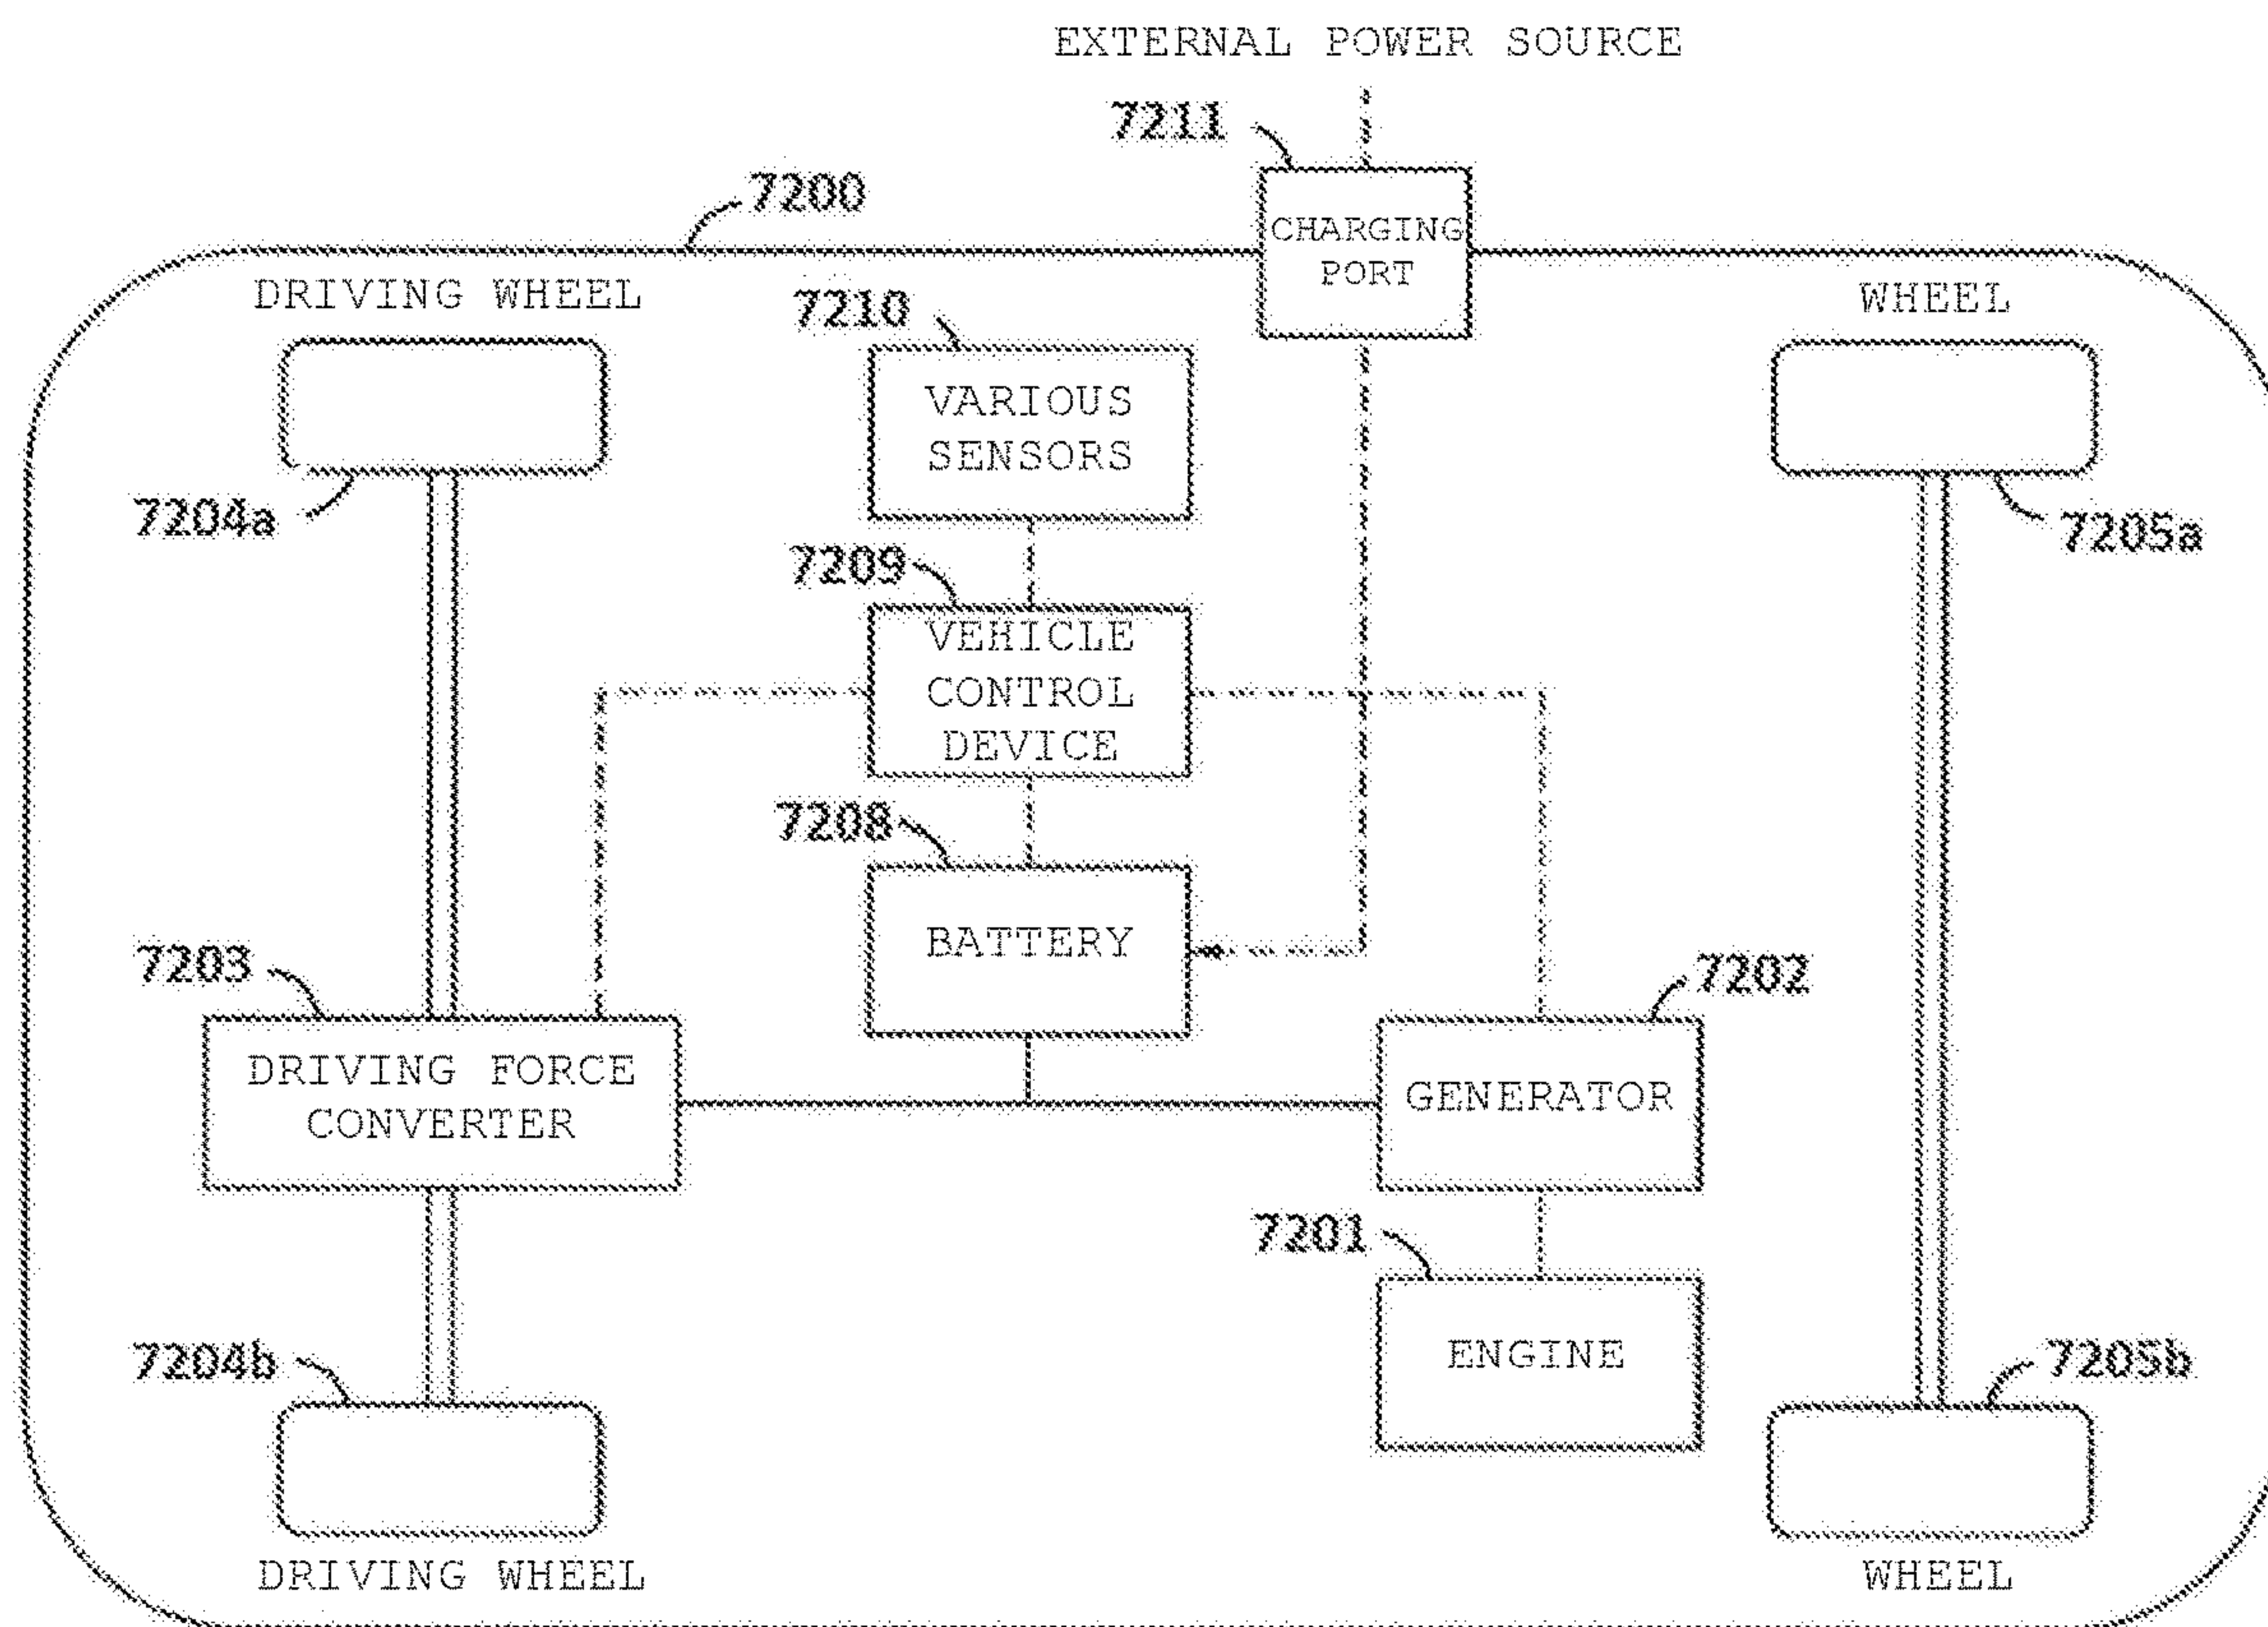 EXTERNAL POWER SOURCE
7211
7200
CHARGING
PORT
DRIVING WHEEL
WHEEL
7210
VARIOUS
SENSORS
7204a
7205a
7209
VEHICLE
CONTROL
DEVICE
7208
BATTERY
7203
7202
DRIVING FORCE
CONVERTER
GENERATOR
7201
ENGINE
7204b
7205b
DRIVING WHEEL
WHEEL